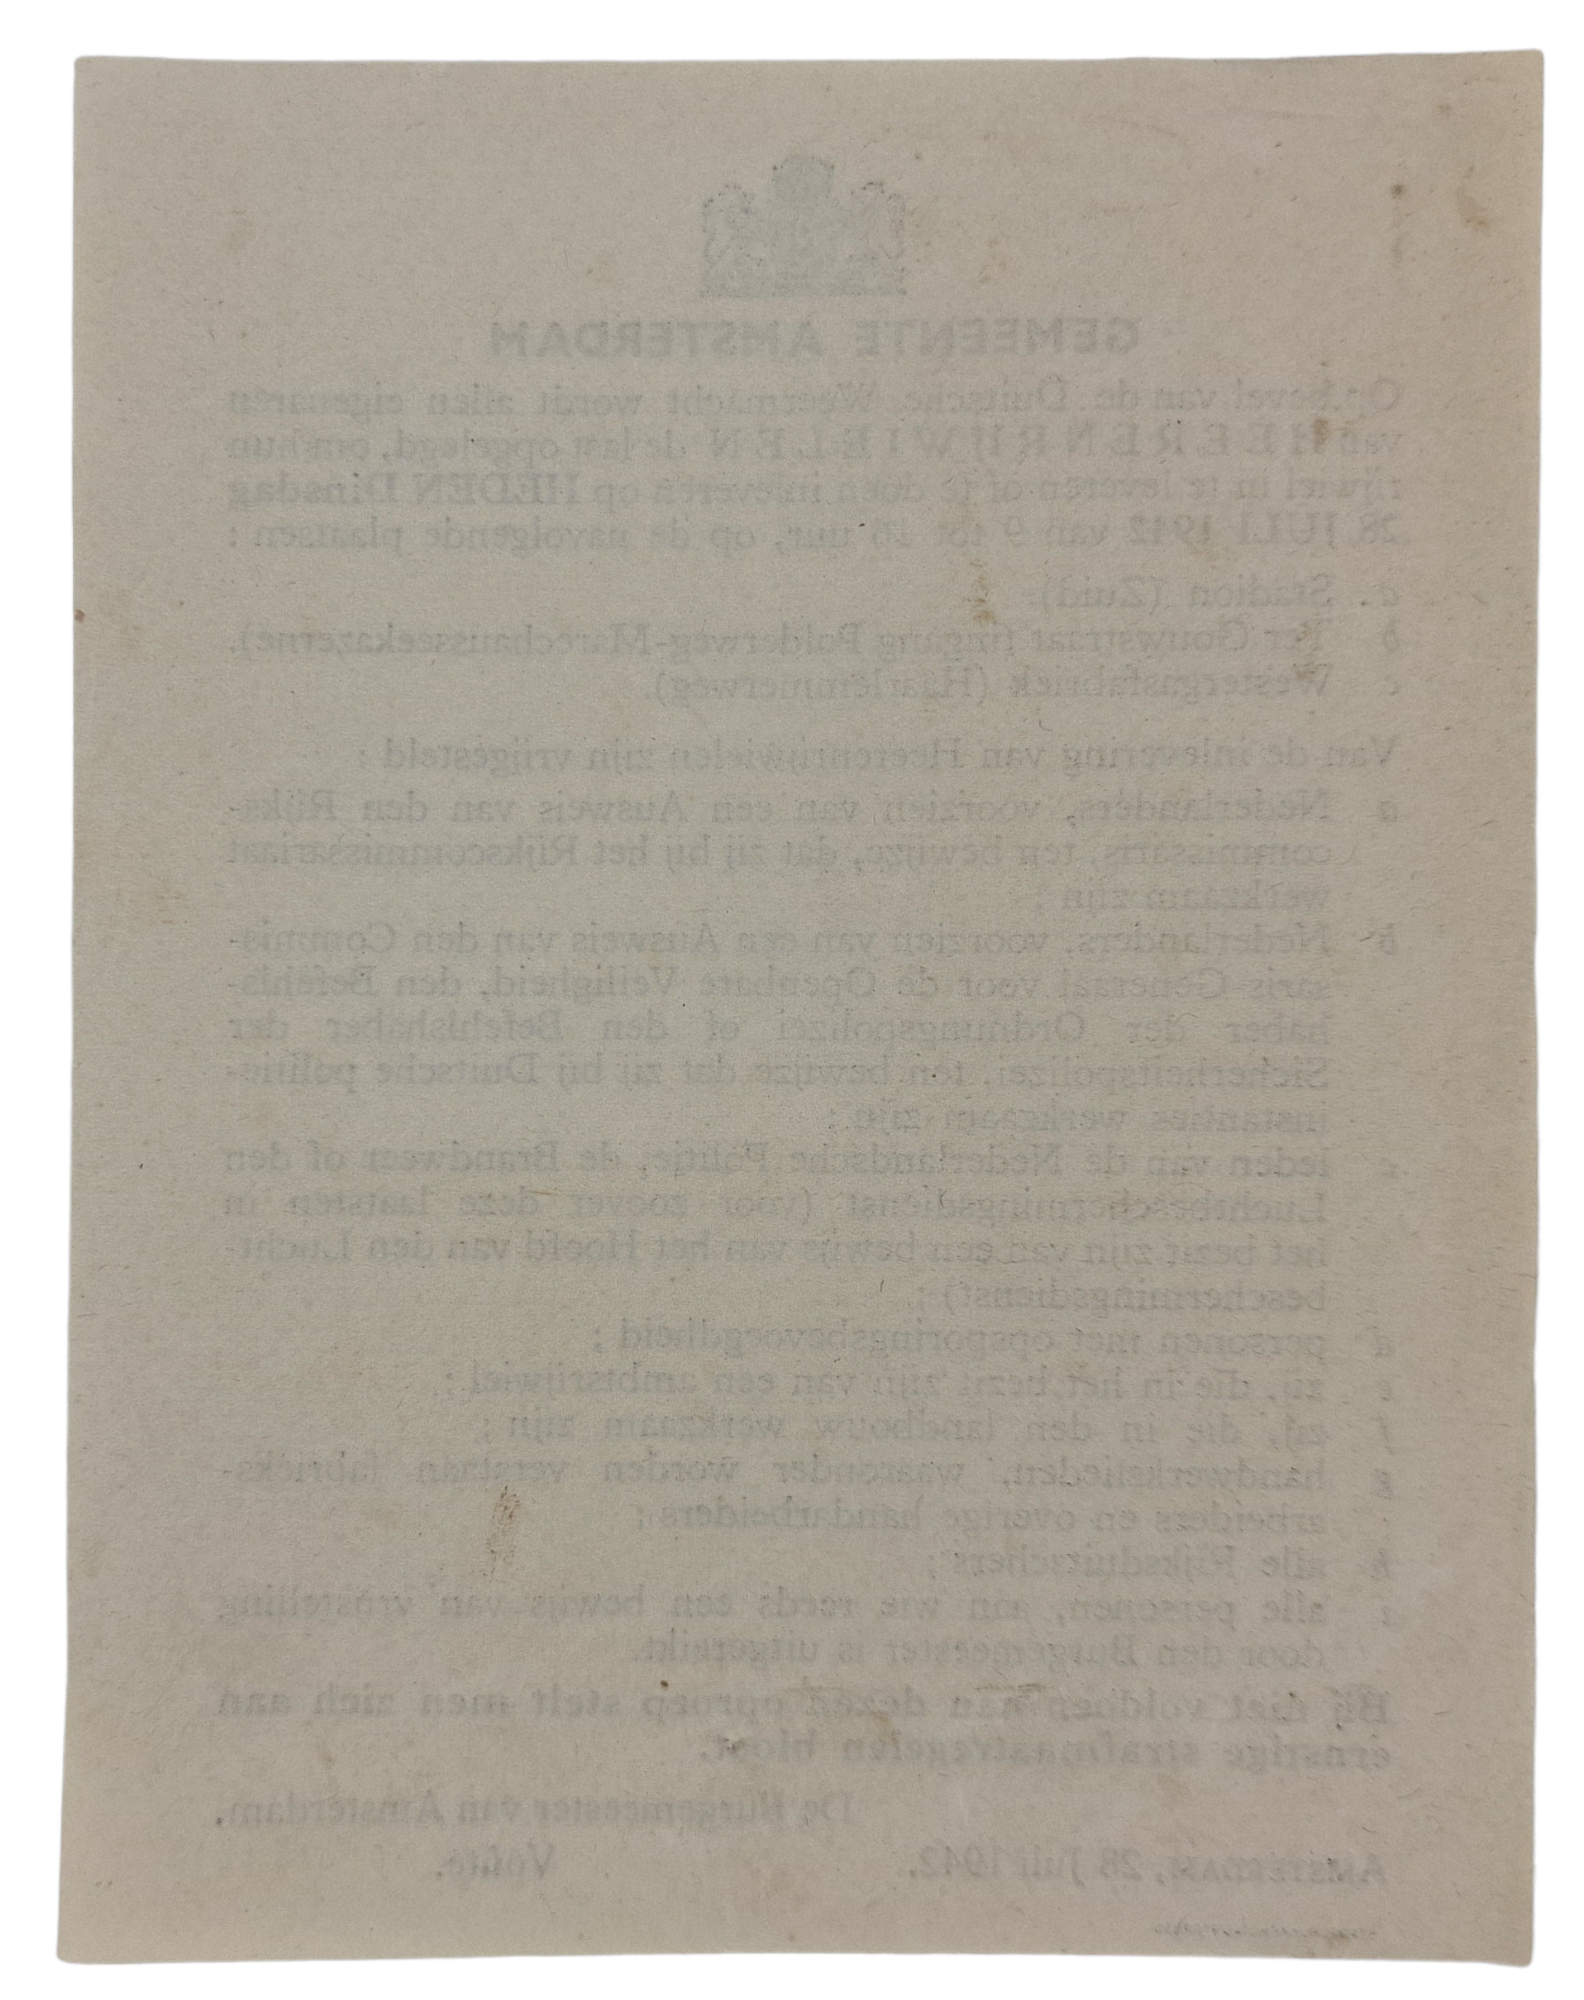 GEMEENTE AMSTERDAM
Op bevel van de Duitsche Weermacht wordt allen eigenaren
van HEERENRIJWIELEN de last opgelegd, om hun
rijwiel in te leveren of te doen inleveren op HEDEN Dinsdag
28 JULI 1942 van 9 tot 16 uur, op de navolgende plaatsen :
a. Stadion (Zuid)
b Ter Gouwstraat (ingang Polderweg-Marechausseekazerne).
c Westergasfabriek (Haarlemmerweg).
Van de inlevering van Heerenrijwielen zijn vrijgesteld :
a Nederlanders, voorzien van een Ausweis van den Rijks-
commissaris, ten bewijze, dat zij bij het Rijkscommissariaat
werkzaam zijn ;
b Nederlanders, voorzien van een Ausweis van den Commis-
saris-Generaal voor de Openbare Veiligheid, den Befehls-
haber der Ordnungspolizei of den Befehlshaber der
Sicherheitspolizei, ten bewijze dat zij bij Duitsche politie-
instanties werkzaam zijn ;
c leden van de Nederlandsche Politie, de Brandweer of den
Luchtbeschermingsdienst (voor zoover deze laatsten in
het bezit zijn van een bewijs van het Hoofd van den Lucht-
beschermingsdienst) ;
d personen met opsporingsbevoegdheid ;
e zij, die in het bezit zijn van een ambtsrijwiel ;
f zij, die in den landbouw werkzaam zijn ;
g handwerkslieden, waaronder worden verstaan fabrieks-
arbeiders en overige handarbeiders ;
h alle Rijksduitschers ;
i alle personen, aan wie reeds een bewijs van vrijstelling
door den Burgemeester is uitgereikt.
Bij niet voldoen aan dezen oproep stelt men zich aan
ernstige strafmaatregelen bloot.
De Burgemeester van Amsterdam,
AMSTERDAM, 28 Juli 1942. Voûte.